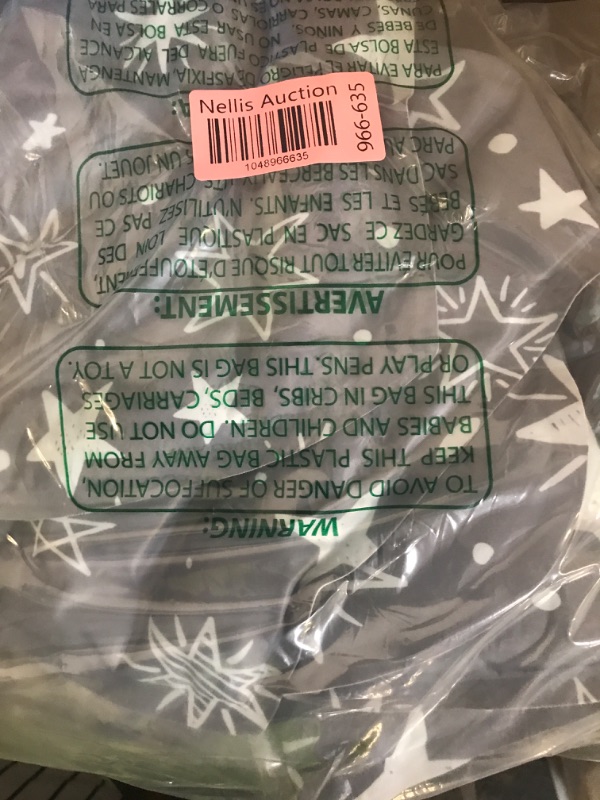 Nellis Auction
1048966635
966-635
WARNING:
TO AVOID DANGER OF SUFFOCATION,
KEEP THIS PLASTIC BAG AWAY FROM
BABIES AND CHILDREN. DO NOT USE
THIS BAG IN CRIBS, BEDS, CARRIAGES
OR PLAY PENS. THIS BAG IS NOT A TOY.
AVERTISSEMENT:
POUR EVITER TOUT RISQUE D'ETOUFFEMENT,
GARDEZ CE SAC EN PLASTIQUE LOIN DES
BEBES ET LES ENFANTS. N'UTILISEZ PAS CE
SAC DANS LES BERCEAUX, LITS CHARIOTS OU
PARC UN JOUET.
PARA EVITAR EL PELIGRO DE ASFIXIA, MANTENGA
ESTA BOLSA DE PLASTICO FUERA DEL ALCANCE
DE BEBES Y NINOS. NO USAR ESTA BOLSA EN
CUNAS, CAMAS, CARRIOLAS O CORRALES PARA